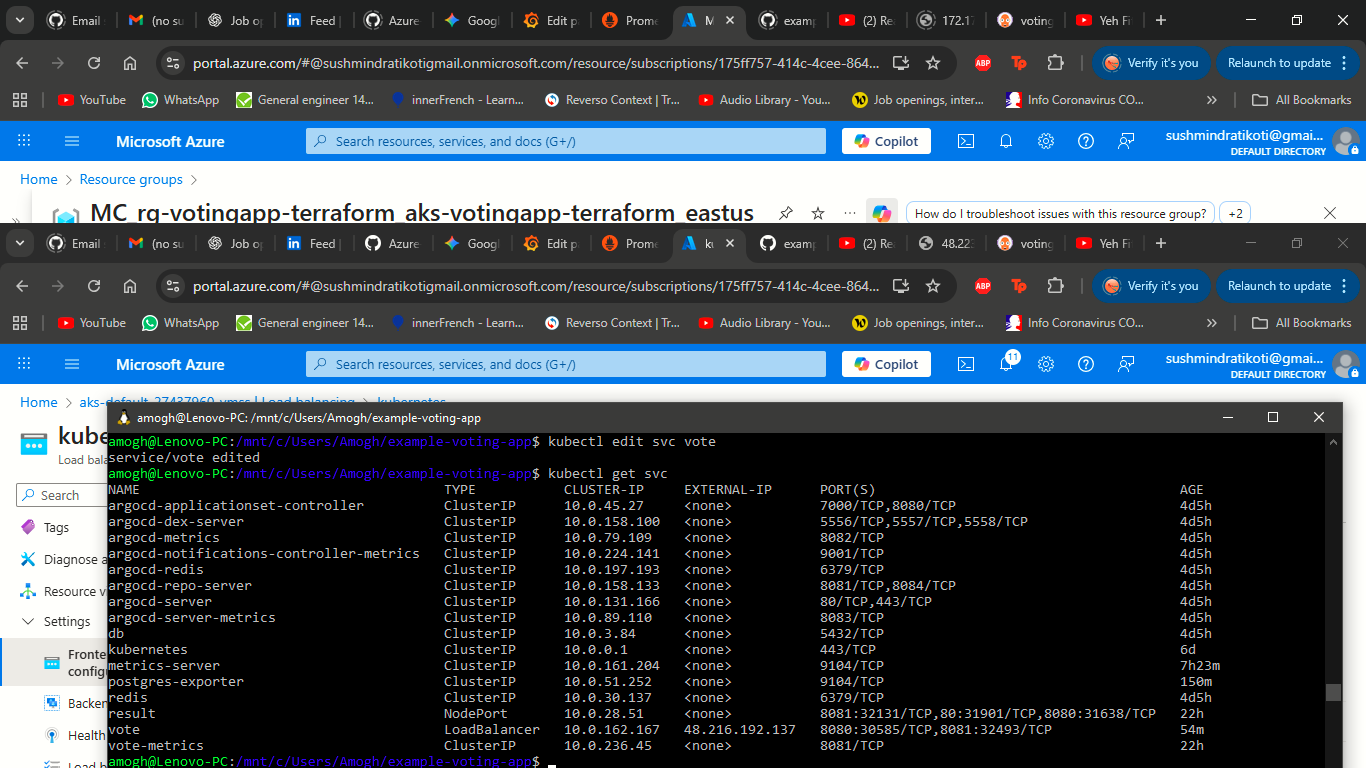 Email (no su Job op Feed Azure Googl Edit p Prome M examp (2) Re 172.17 voting Yeh Fi
portal.azure.com/#@sushmindratikotigmail.onmicrosoft.com/resource/subscriptions/175ff757-414c-4cee-864... Verify it's you Relaunch to update
YouTube WhatsApp General engineer 14... innerFrench - Learn... Reverso Context | Tr... Audio Library - You... Job openings, inter... Info Coronavirus CO... » All Bookmarks
Microsoft Azure Search resources, services, and docs (G+/) Copilot sushmindratikoti@gmai...
DEFAULT DIRECTORY
Home > Resource groups >
MC_rg-votingapp-terraform_aks-votingapp-terraform_eastus ... How do I troubleshoot issues with this resource group? +2
Email (no su Job op Feed Azure Googl Edit p Prome ku examp (2) Re 48.223 voting Yeh Fi
portal.azure.com/#@sushmindratikotigmail.onmicrosoft.com/resource/subscriptions/175ff757-414c-4cee-864... Verify it's you Relaunch to update
YouTube WhatsApp General engineer 14... innerFrench - Learn... Reverso Context | Tr... Audio Library - You... Job openings, inter... Info Coronavirus CO... » All Bookmarks
Microsoft Azure Search resources, services, and docs (G+/) Copilot 11 sushmindratikoti@gmai...
DEFAULT DIRECTORY
Home > aks-default-27437960-vmss | Load balancing > kubernetes
kube
Load bala
Search
Tags
Diagnose a
Resource v
Settings
Fronte
config
Backen
Health
Load b
amogh@Lenovo-PC: /mnt/c/Users/Amogh/example-voting-app
amogh@Lenovo-PC:/mnt/c/Users/Amogh/example-voting-app$ kubectl edit svc vote
service/vote edited
amogh@Lenovo-PC:/mnt/c/Users/Amogh/example-voting-app$ kubectl get svc
NAME TYPE CLUSTER-IP EXTERNAL-IP PORT(S) AGE
argocd-applicationset-controller ClusterIP 10.0.45.27 <none> 7000/TCP,8080/TCP 4d5h
argocd-dex-server ClusterIP 10.0.158.100 <none> 5556/TCP,5557/TCP,5558/TCP 4d5h
argocd-metrics ClusterIP 10.0.79.109 <none> 8082/TCP 4d5h
argocd-notifications-controller-metrics ClusterIP 10.0.224.141 <none> 9001/TCP 4d5h
argocd-redis ClusterIP 10.0.197.193 <none> 6379/TCP 4d5h
argocd-repo-server ClusterIP 10.0.158.133 <none> 8081/TCP,8084/TCP 4d5h
argocd-server ClusterIP 10.0.131.166 <none> 80/TCP,443/TCP 4d5h
argocd-server-metrics ClusterIP 10.0.89.110 <none> 8083/TCP 4d5h
db ClusterIP 10.0.3.84 <none> 5432/TCP 4d5h
kubernetes ClusterIP 10.0.0.1 <none> 443/TCP 6d
metrics-server ClusterIP 10.0.161.204 <none> 9104/TCP 7h23m
postgres-exporter ClusterIP 10.0.51.252 <none> 9104/TCP 150m
redis ClusterIP 10.0.30.137 <none> 6379/TCP 4d5h
result NodePort 10.0.28.51 <none> 8081:32131/TCP,80:31901/TCP,8080:31638/TCP 22h
vote LoadBalancer 10.0.162.167 48.216.192.137 8080:30585/TCP,8081:32493/TCP 54m
vote-metrics ClusterIP 10.0.236.45 <none> 8081/TCP 22h
amogh@Lenovo-PC:/mnt/c/Users/Amogh/example-voting-app$